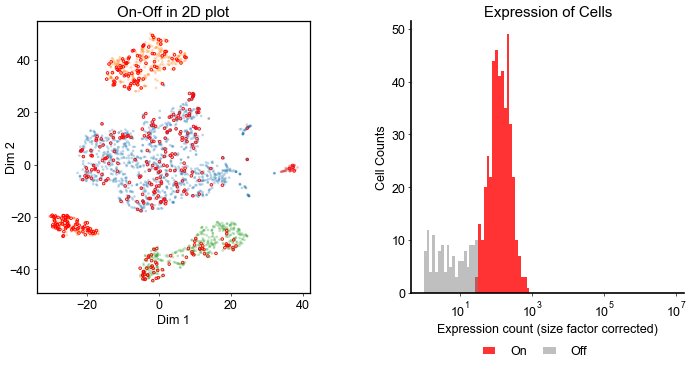 On-Off in 2D plot
40
20
0
−20
−40
Dim 2
−20
0
20
40
Dim 1
Expression of Cells
50
40
30
20
10
0
Cell Counts
10^1
10^3
10^5
10^7
Expression count (size factor corrected)
On Off